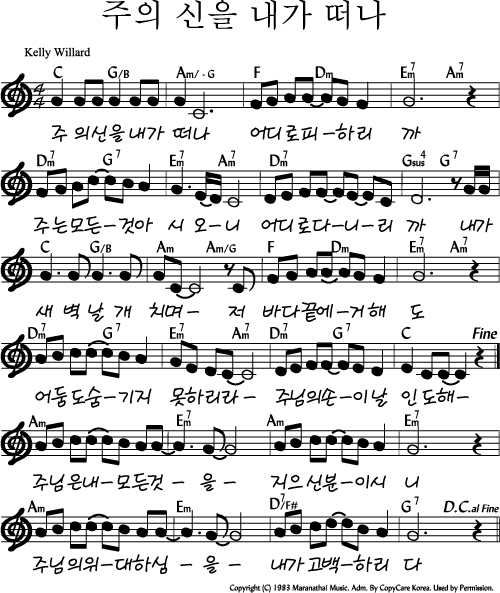 주의 신을 내가 떠나
Kelly Willard
C G/B Am/-G F Dm Em7 Am7
4 4
주 의신을 내가 떠나 어디로피-하리 까
Dm7 G7 Em7 Am7 Dm7 Gsus4 G7
주는모든-것아 시 오-니 어디로다-니-리 까 내가
C G/B Am Am/G F Dm Em7 Am7
새 벽 날 개 치며- 저 바다끝에-거해 도
Dm7 G7 Em7 Am7 Dm7 G7 C Fine
어둠도숨-기지 못하리라- 주님의손-이날 인도해-
Am Em7 Am Em7
주님은내-모든것 - 을- 저으신분-이시 니
Am Em D7/F# G7 D.C.al Fine
주님의위-대하심 - 을- 내가고백-하리 다
Copyright (C) 1983 Maranatha! Music. Adm. By CopyCare Korea. Used by Permission.